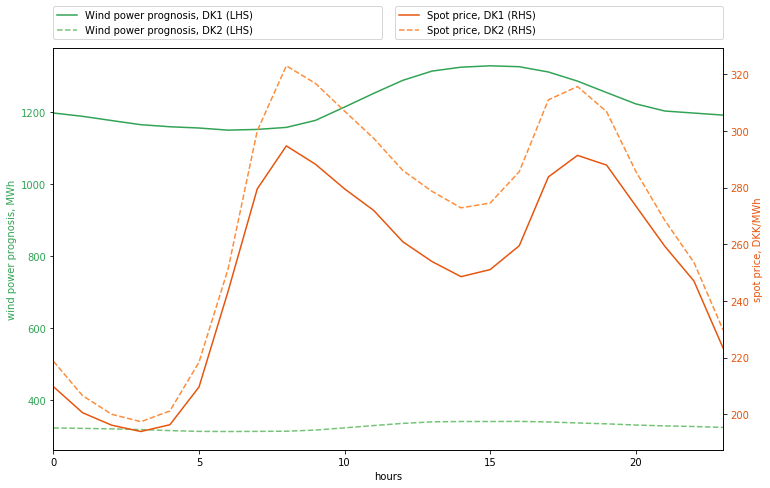 Wind power prognosis, DK1 (LHS)
Wind power prognosis, DK2 (LHS)
Spot price, DK1 (RHS)
Spot price, DK2 (RHS)
wind power prognosis, MWh
1200
1000
800
600
400
320
300
280
260
240
220
200
spot price, DKK/MWh
0 5 10 15 20
hours